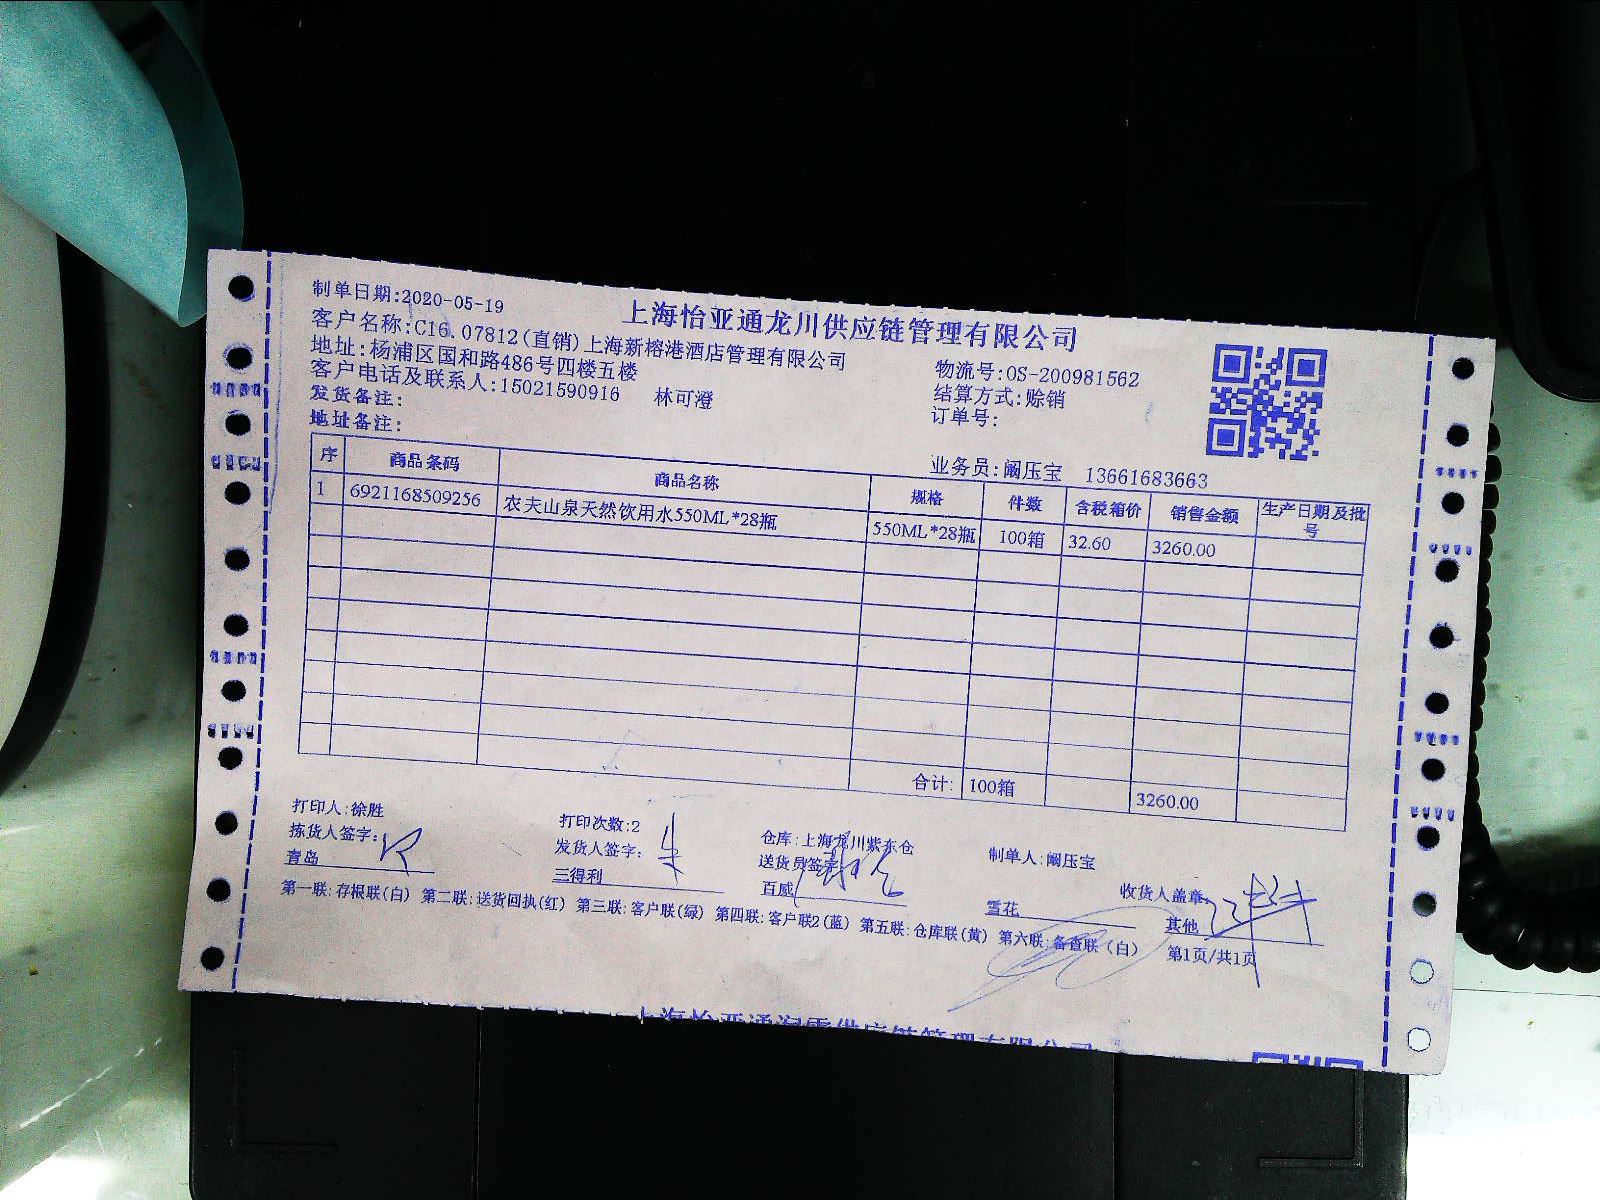 制单日期:2020-05-19
上海怡亚通龙川供应链管理有限公司
客户名称:C16.07812(直销)上海新榕港酒店管理有限公司
地址:杨浦区国和路486号四楼五楼
物流号:OS-200981562
客户电话及联系人:15021590916 林可澄
结算方式:赊销
发货备注:
订单号:
地址备注:
业务员:阚压宝 13661683663
序 商品条码 商品名称 规格 件数 含税箱价 销售金额 生产日期及批号
1 6921168509256 农夫山泉天然饮用水550ML*28瓶 550ML*28瓶 100箱 32.60 3260.00
合计: 100箱 3260.00
打印人:徐胜 打印次数:2 仓库:上海龙川紫东仓 制单人:阚压宝
拣货人签字: 发货人签字: 送货员签字: 收货人盖章:
青岛 三得利 百威 雪花 其他
第一联:存根联(白) 第二联:送货回执(红) 第三联:客户联(绿) 第四联:客户联2(蓝) 第五联:仓库联(黄) 第六联:备查联(白) 第1页/共1页